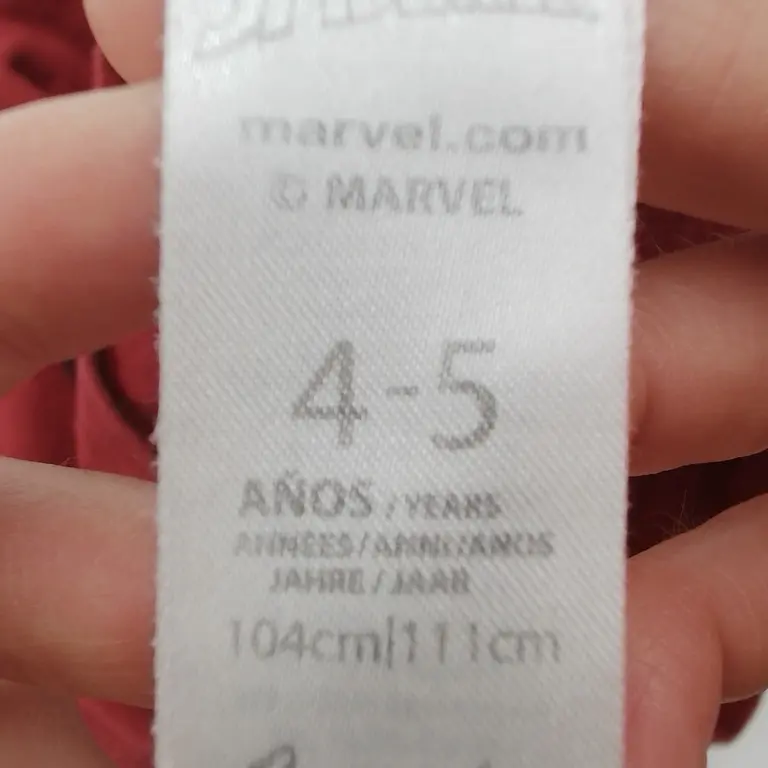 marvel.com
© MARVEL
4-5
AÑOS / YEARS
ANNÉES/ANNI/ANOS
JAHRE / JAAR
104cm|111cm